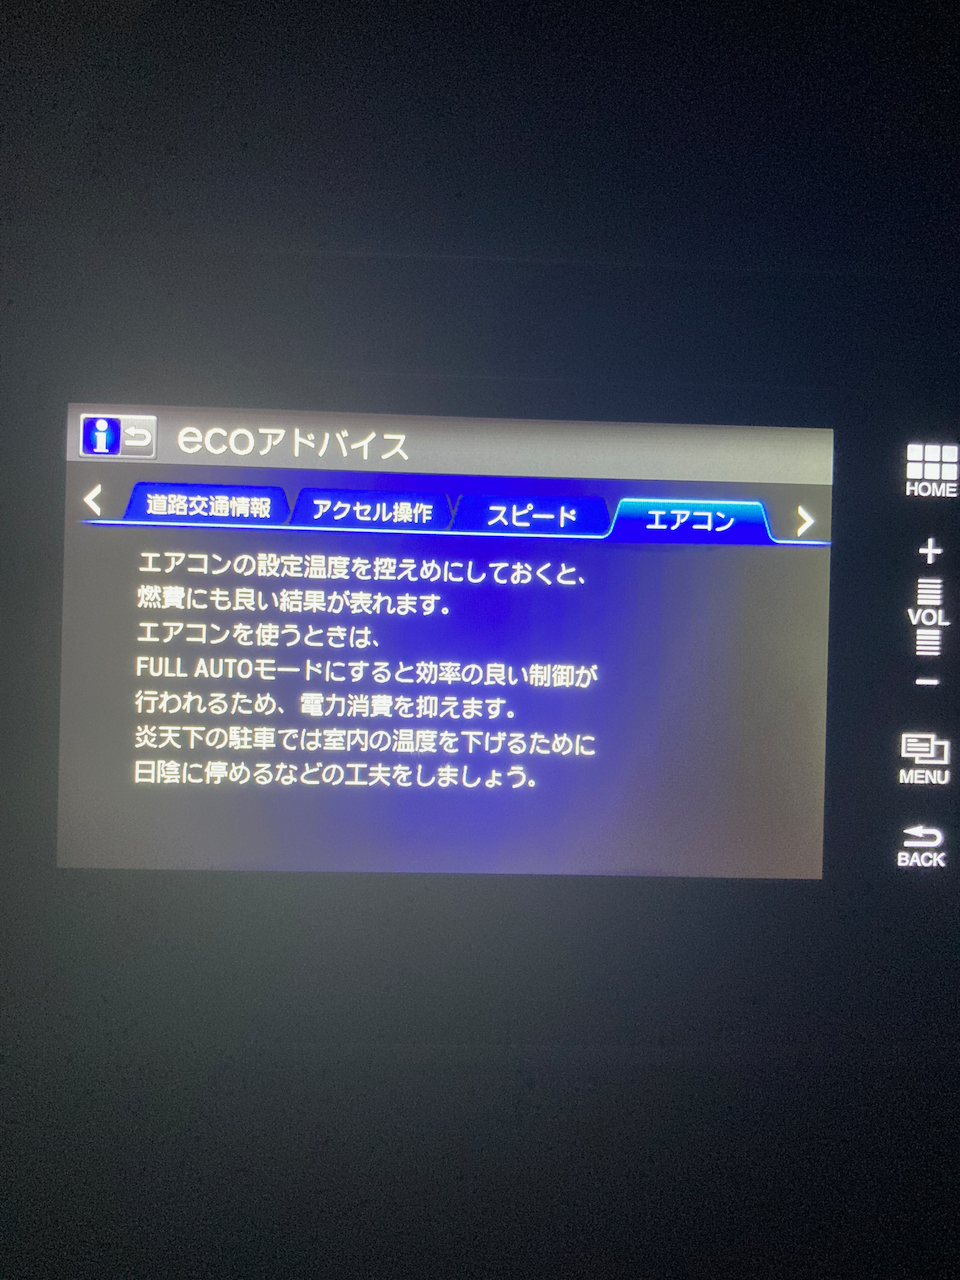 ecoアドバイス
道路交通情報 アクセル操作 スピード エアコン
エアコンの設定温度を控えめにしておくと、
燃費にも良い結果が表れます。
エアコンを使うときは、
FULL AUTOモードにすると効率の良い制御が
行われるため、電力消費を抑えます。
炎天下の駐車では室内の温度を下げるために
日陰に停めるなどの工夫をしましょう。
HOME
+
VOL
-
MENU
BACK